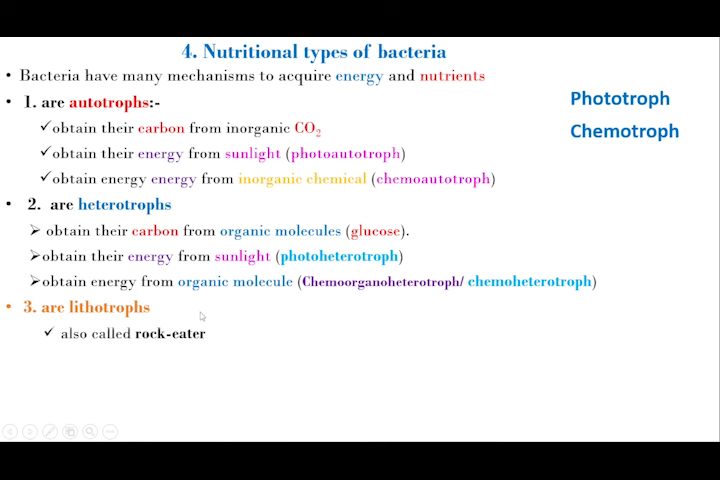 4. Nutritional types of bacteria
• Bacteria have many mechanisms to acquire energy and nutrients
• 1. are autotrophs:-
✓obtain their carbon from inorganic CO₂
✓obtain their energy from sunlight (photoautotroph)
✓obtain energy energy from inorganic chemical (chemoautotroph)
• 2. are heterotrophs
➢ obtain their carbon from organic molecules (glucose).
➢obtain their energy from sunlight (photoheterotroph)
➢obtain energy from organic molecule (Chemoorganoheterotroph/ chemoheterotroph)
• 3. are lithotrophs
✓ also called rock-eater
Phototroph
Chemotroph